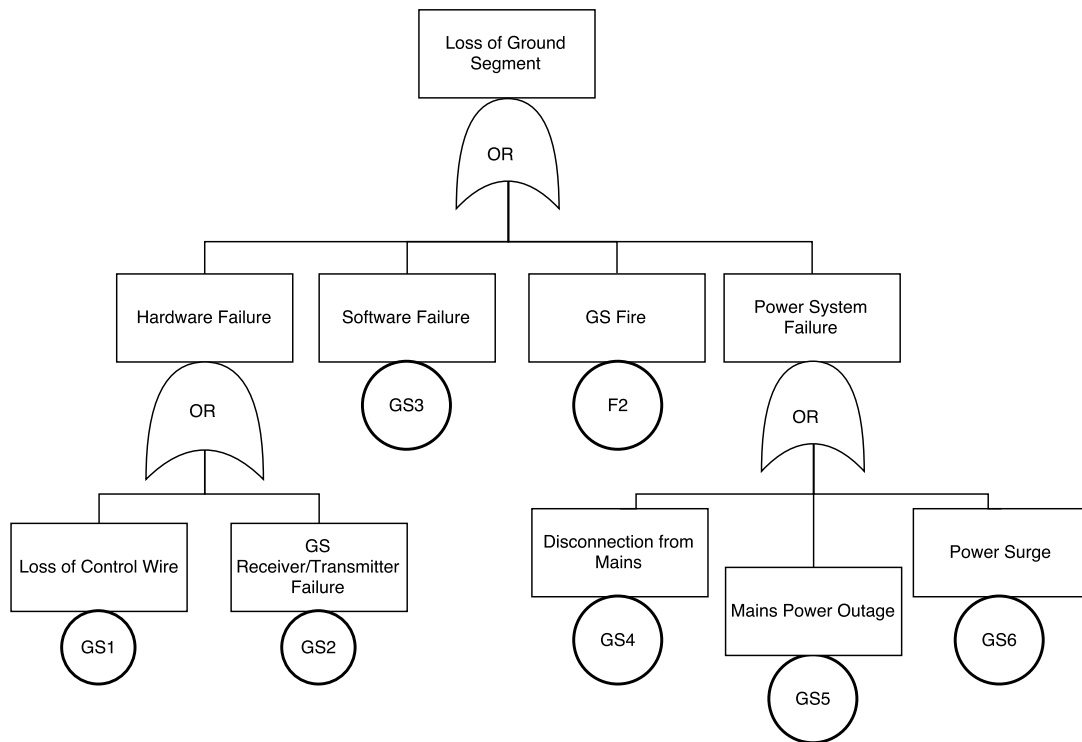 Loss of Ground
Segment
OR
Hardware Failure
Software Failure
GS Fire
Power System
Failure
OR
GS3
F2
OR
Loss of Control Wire
GS
Receiver/Transmitter
Failure
Disconnection from
Mains
Mains Power Outage
Power Surge
GS1
GS2
GS4
GS5
GS6